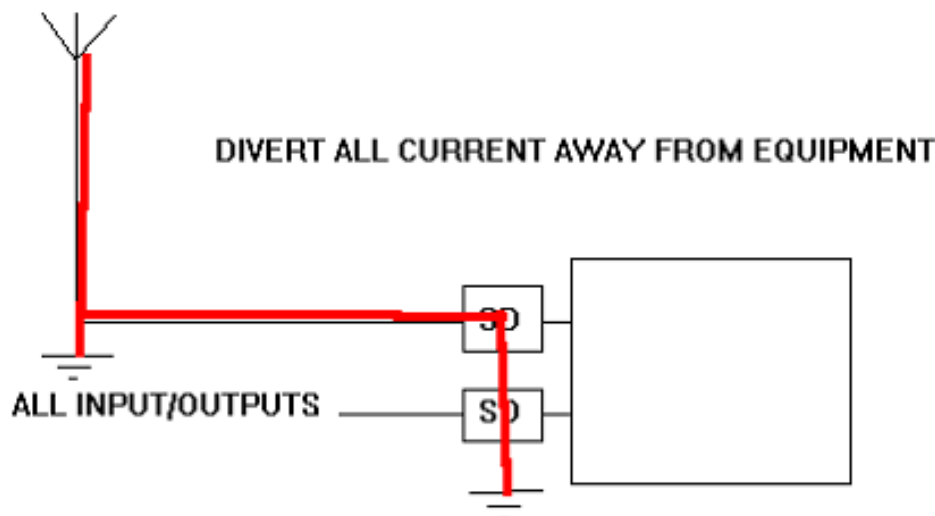 DIVERT ALL CURRENT AWAY FROM EQUIPMENT
SD
ALL INPUT/OUTPUTS
SD